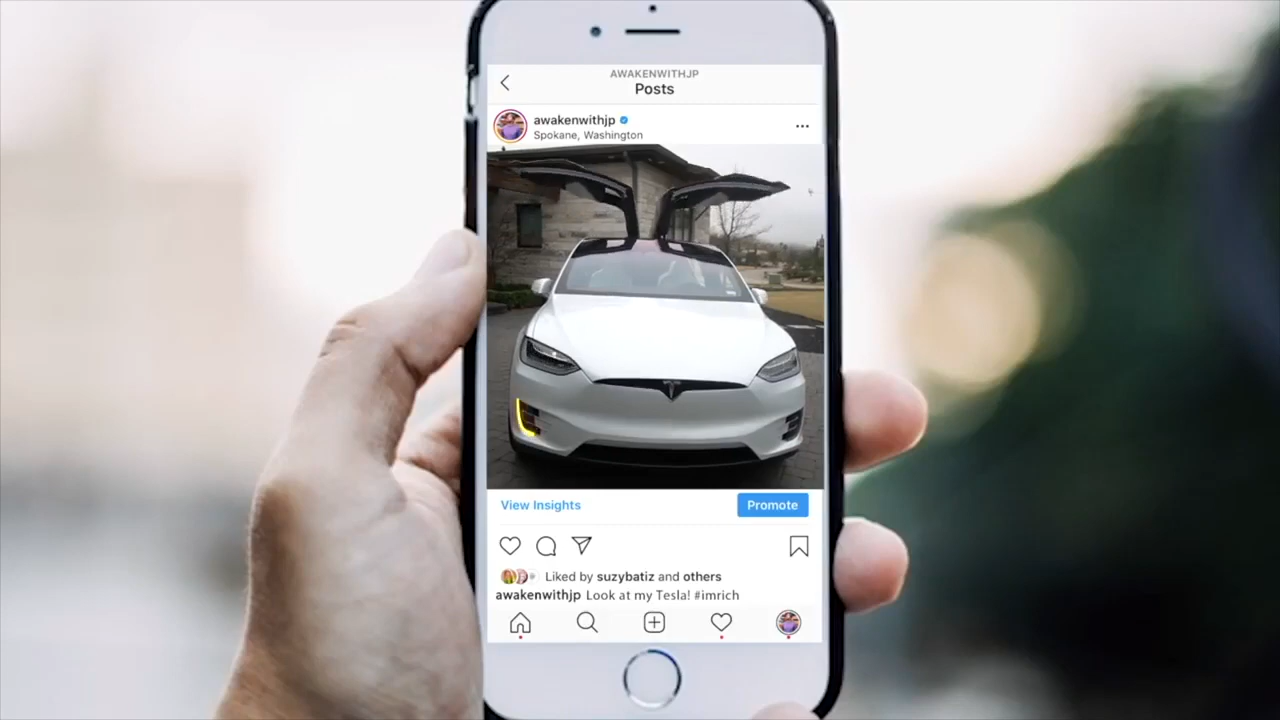 AWAKENWITHJP
Posts
awakenwithjp
Spokane, Washington
View Insights
Promote
Liked by suzybatiz and others
awakenwithjp Look at my Tesla! #imrich